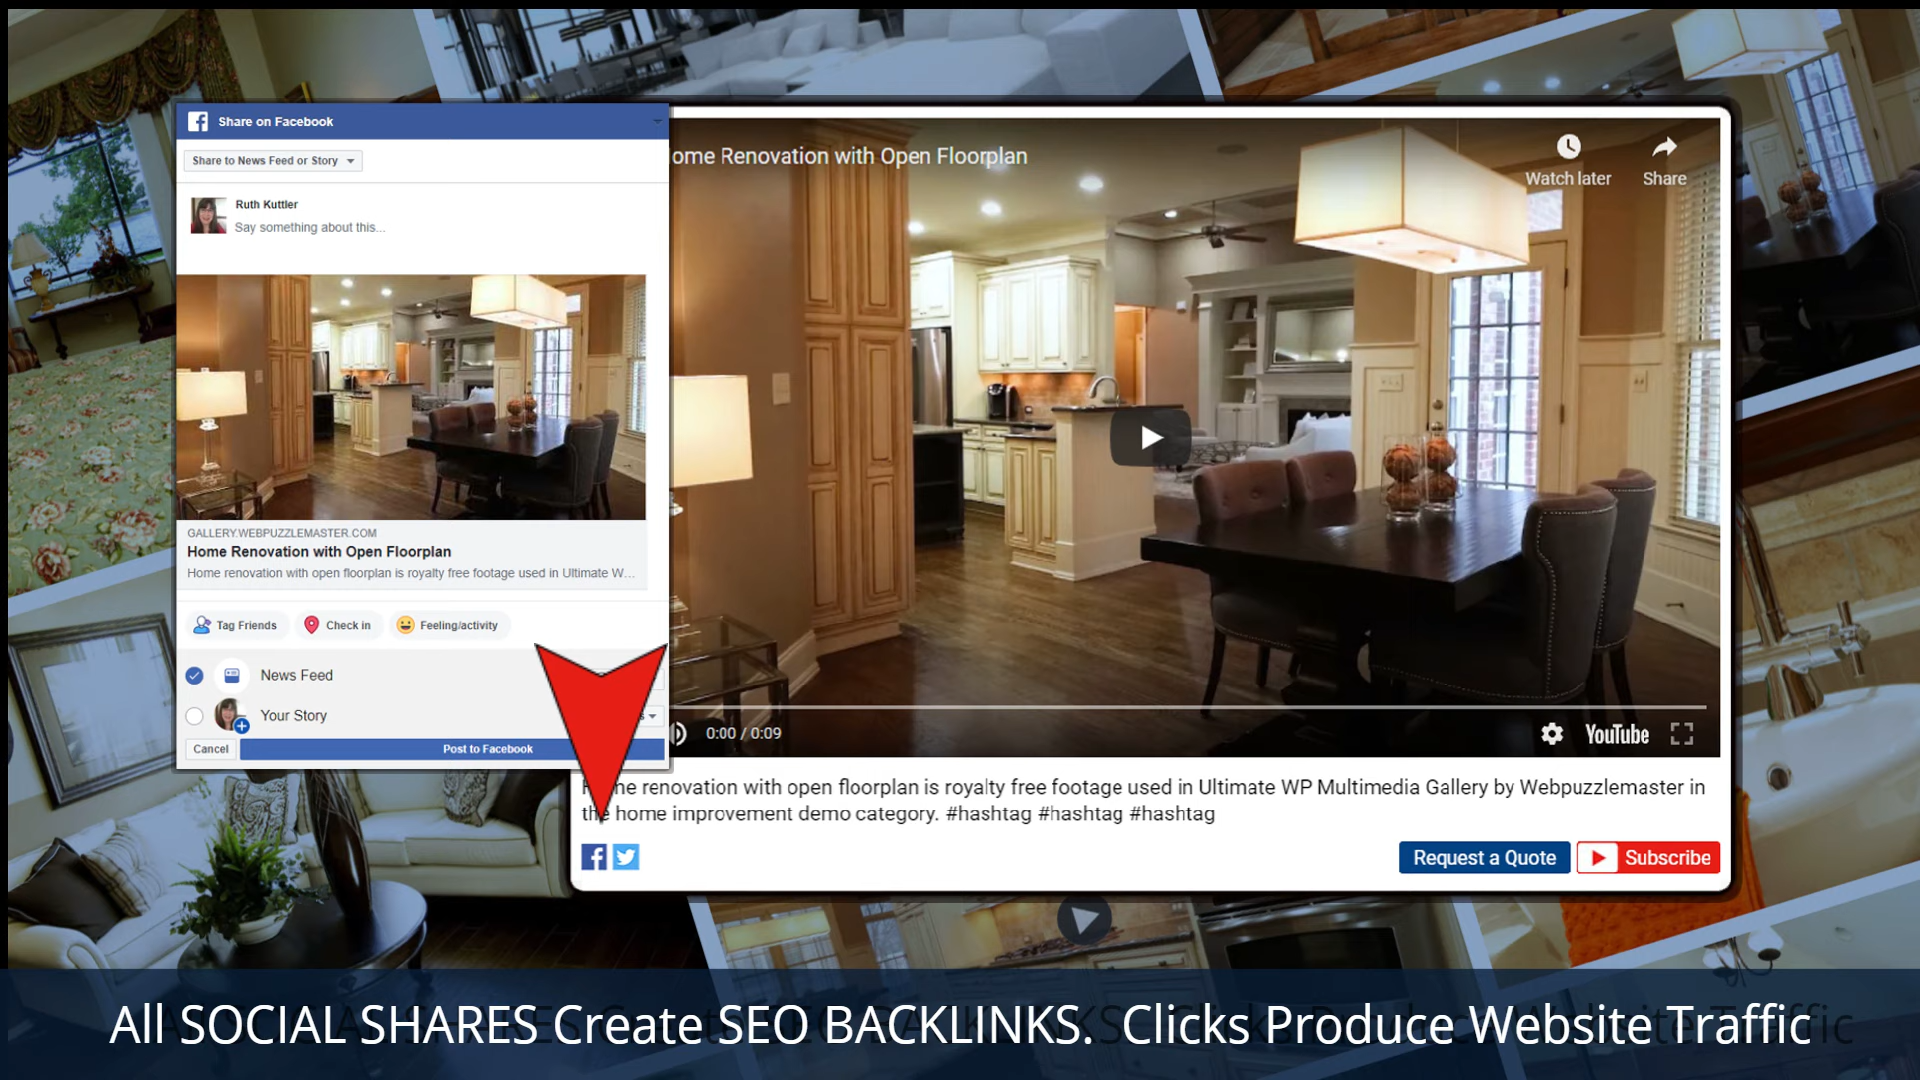 Share on Facebook
Share to News Feed or Story
Ruth Kuttler
Say something about this...
GALLERY.WEBPUZZLEMASTER.COM
Home Renovation with Open Floorplan
Home renovation with open floorplan is royalty free footage used in Ultimate W...
Tag Friends Check in Feeling/activity
News Feed
Your Story
Cancel Post to Facebook
ome Renovation with Open Floorplan
Watch later Share
0:00 / 0:09
YouTube
renovation with open floorplan is royalty free footage used in Ultimate WP Multimedia Gallery by Webpuzzlemaster in
the home improvement demo category. #hashtag #hashtag #hashtag
Request a Quote Subscribe
All SOCIAL SHARES Create SEO BACKLINKS. Clicks Produce Website Traffic